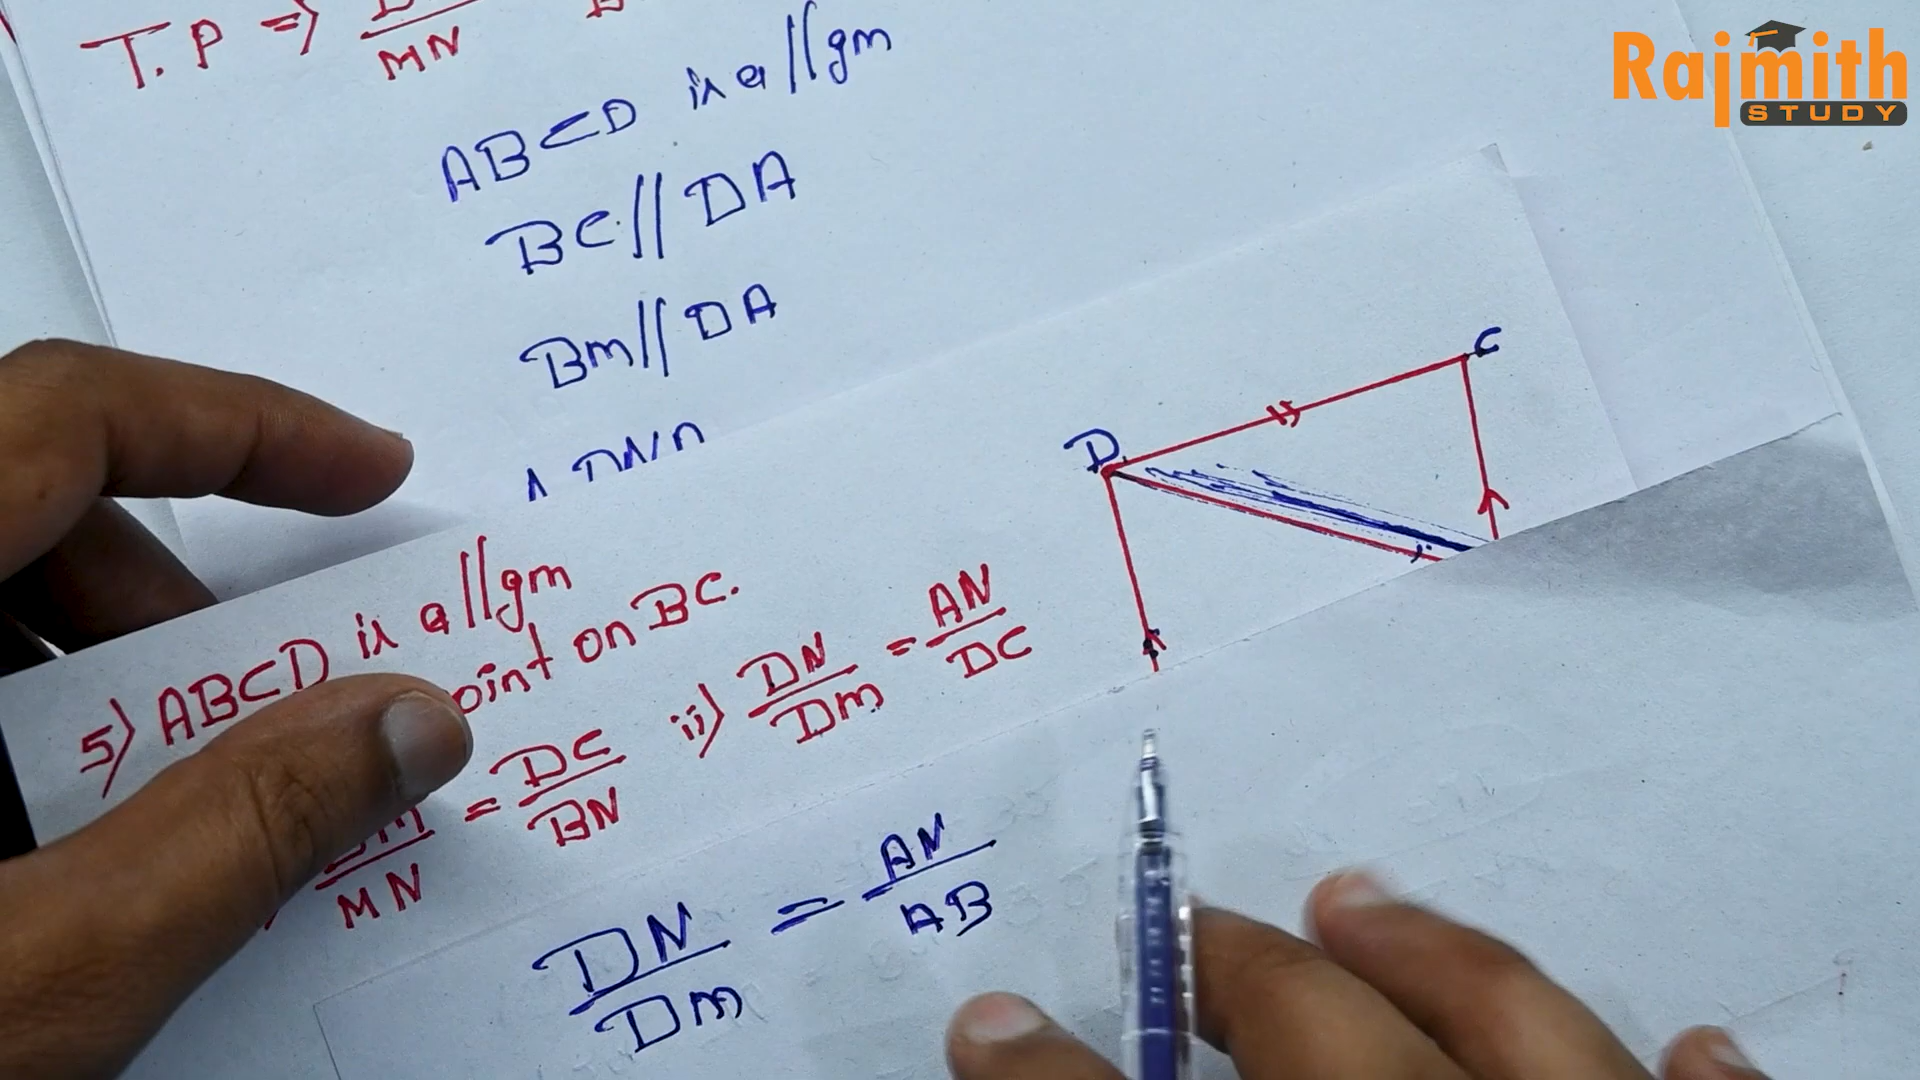 T.P ⇒ MN
ABCD is a //gm
BC // DA
BM // DA
5) ABCD is a //gm
point on BC.
MN = DC/BN ii) DN/DM = AN/DC
DN/DM = AN/AB
D
C
Rajmith
STUDY